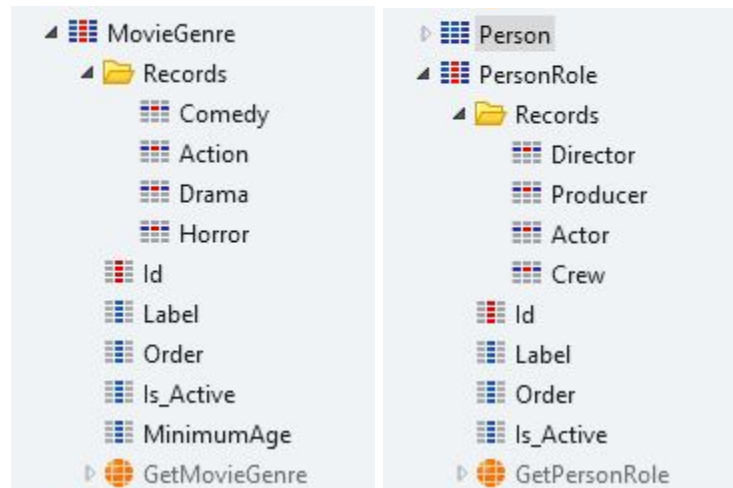 MovieGenre
Records
Comedy
Action
Drama
Horror
Id
Label
Order
Is_Active
MinimumAge
GetMovieGenre
Person
PersonRole
Records
Director
Producer
Actor
Crew
Id
Label
Order
Is_Active
GetPersonRole